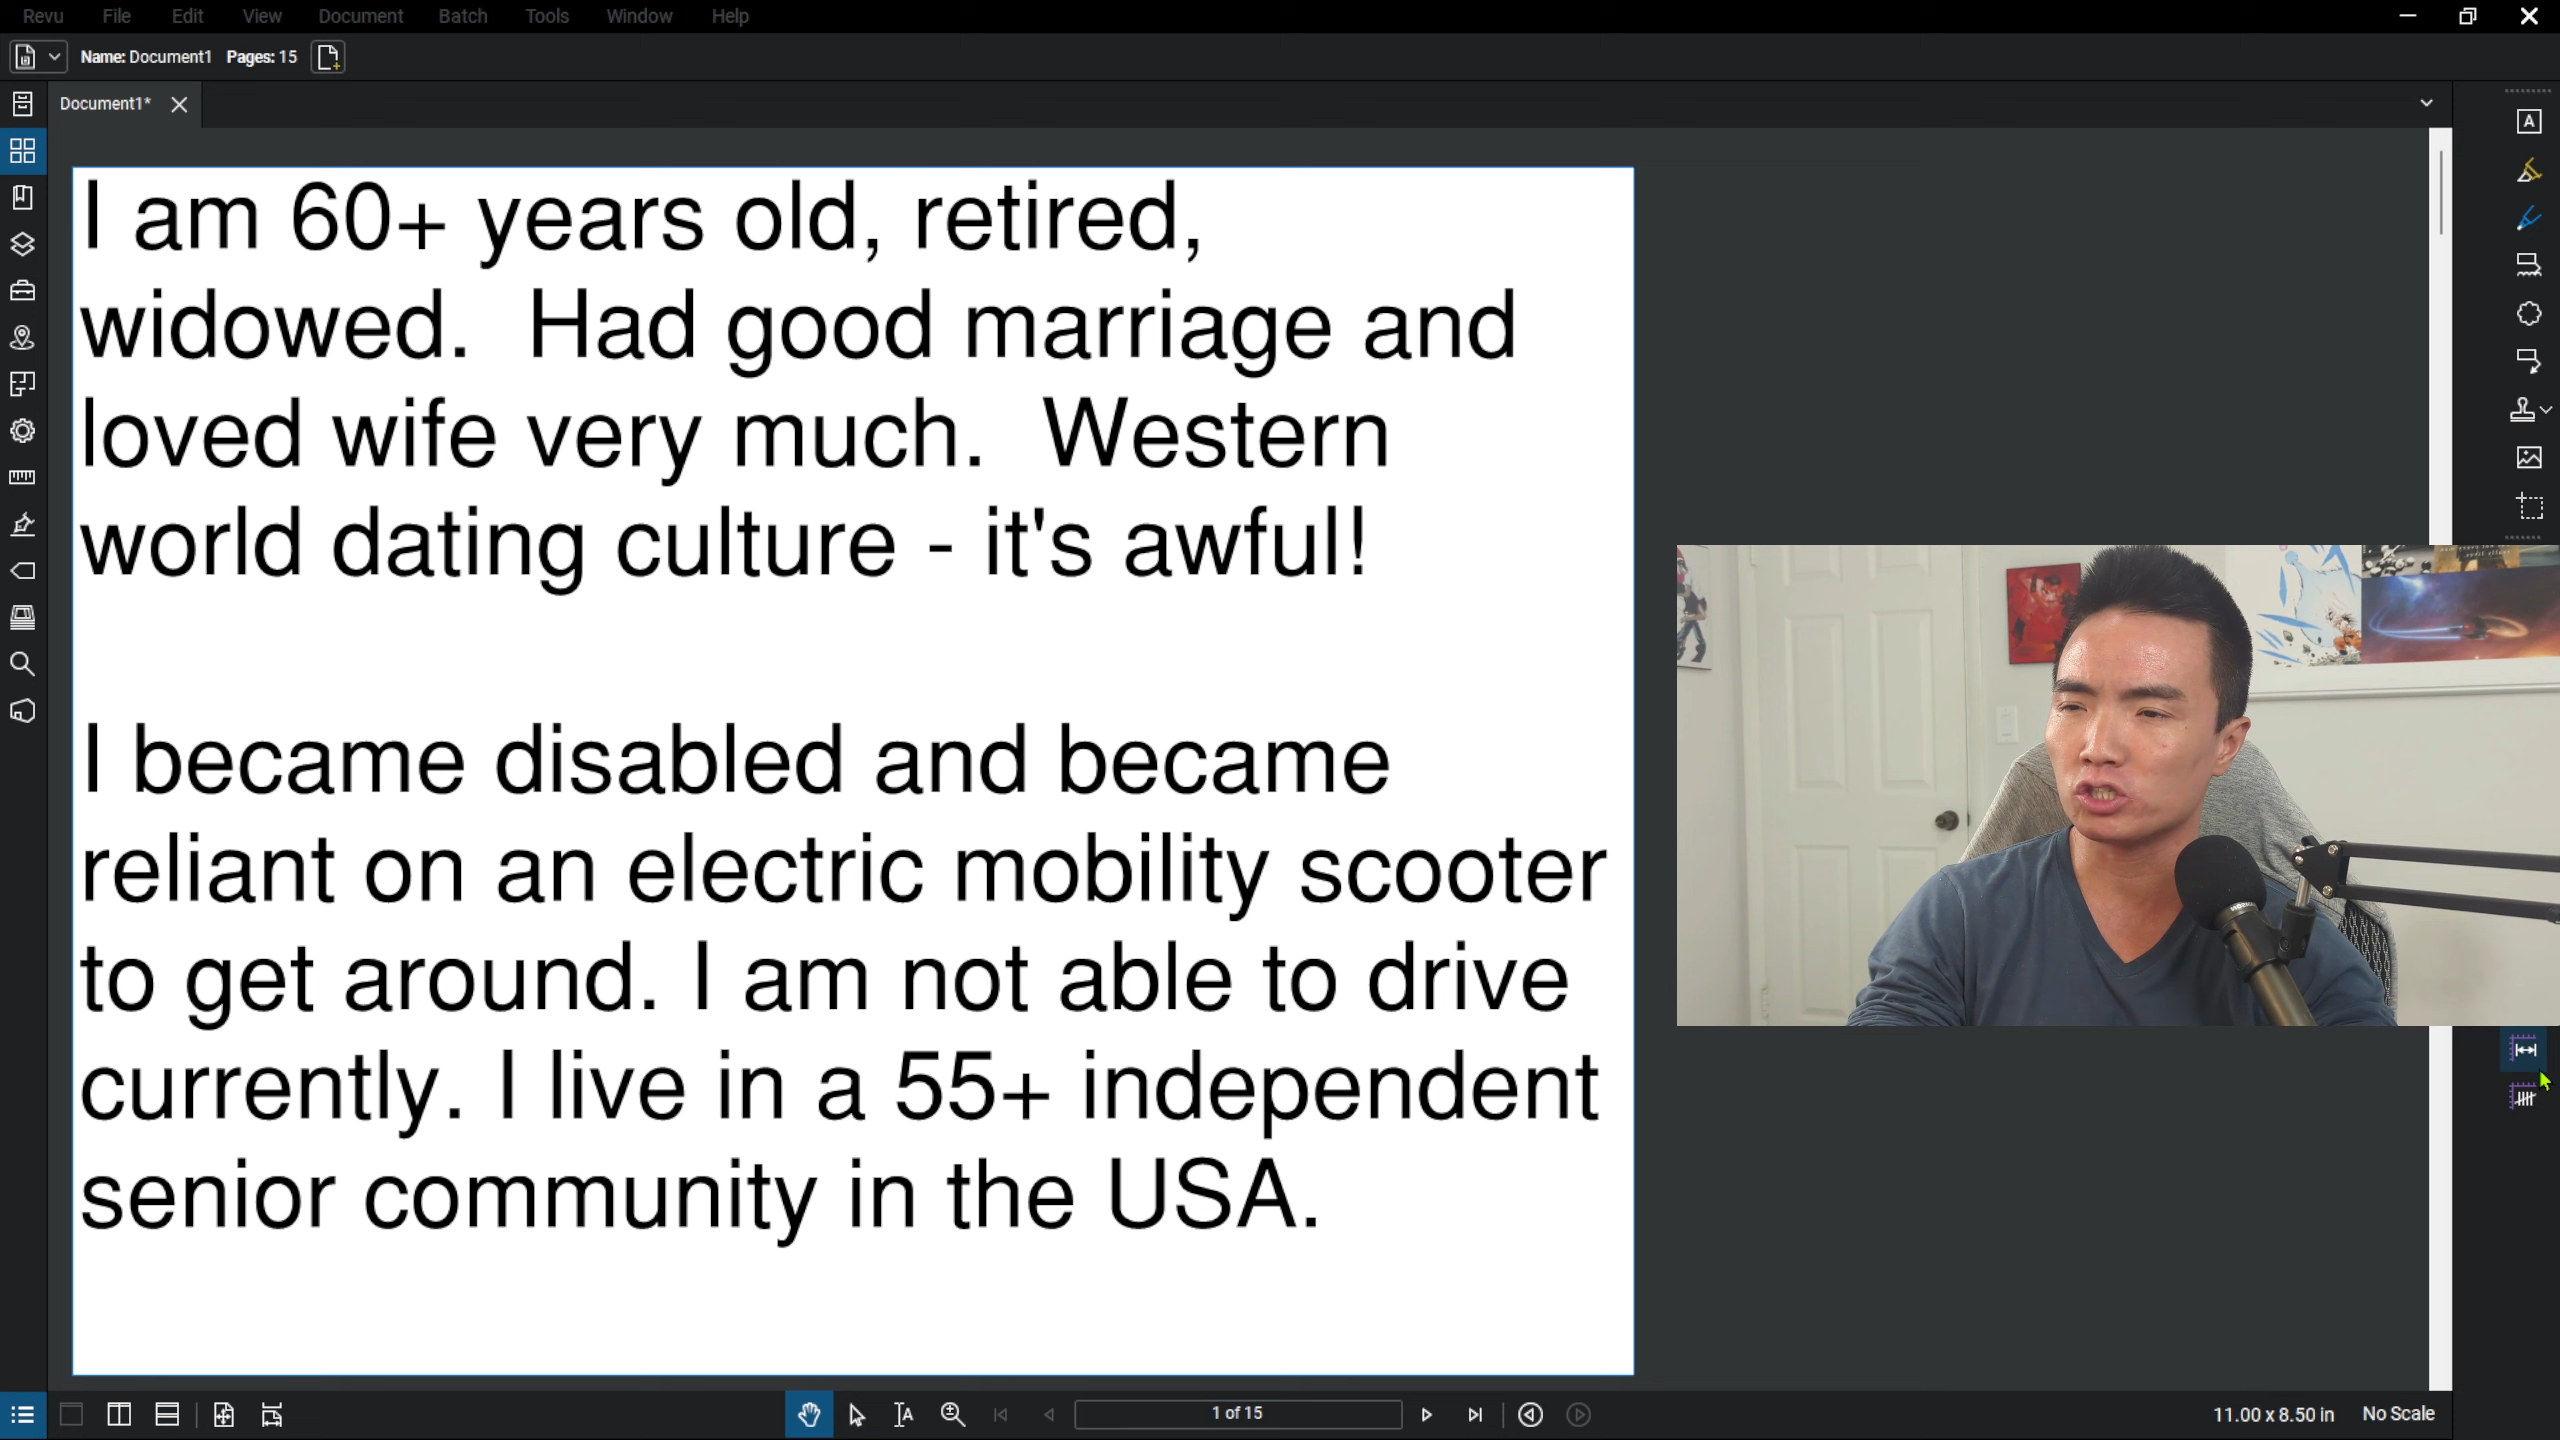 Revu File Edit View Document Batch Tools Window Help
Name: Document1 Pages: 15
Document1*
I am 60+ years old, retired,
widowed.  Had good marriage and
loved wife very much.  Western
world dating culture - it's awful!
I became disabled and became
reliant on an electric mobility scooter
to get around. I am not able to drive
currently. I live in a 55+ independent
senior community in the USA.
1 of 15
11.00 x 8.50 in No Scale